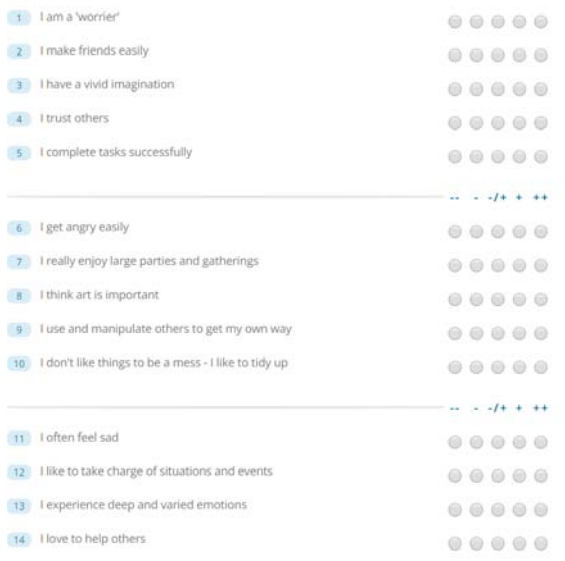 1 I am a 'worrier'
2 I make friends easily
3 I have a vivid imagination
4 I trust others
5 I complete tasks successfully
-- - -/+ + ++
6 I get angry easily
7 I really enjoy large parties and gatherings
8 I think art is important
9 I use and manipulate others to get my own way
10 I don't like things to be a mess - I like to tidy up
-- - -/+ + ++
11 I often feel sad
12 I like to take charge of situations and events
13 I experience deep and varied emotions
14 I love to help others